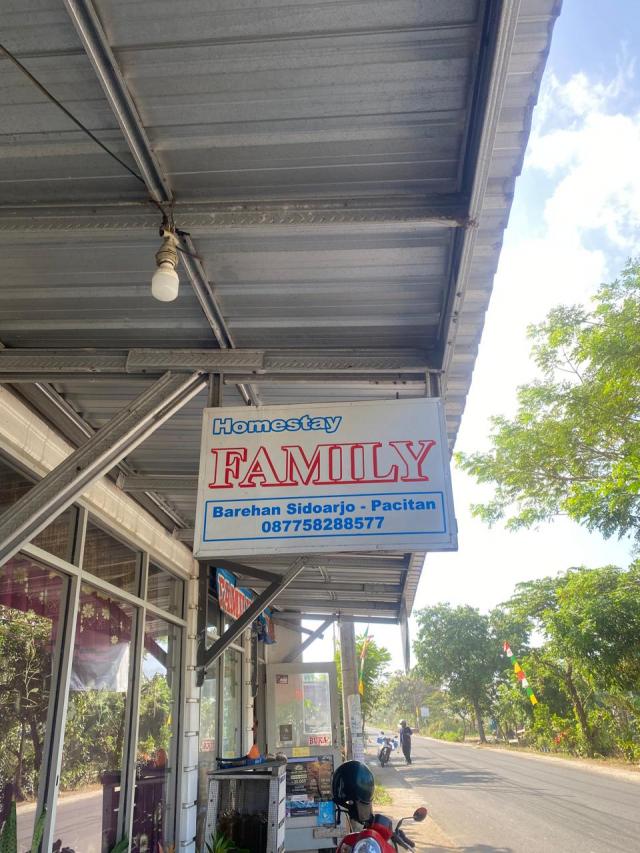 Homestay
FAMILY
Barehan Sidoarjo - Pacitan
087758288577
BUKA